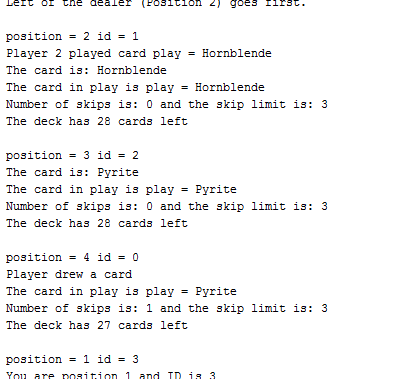 Left of the dealer (Position 2) goes first.
position = 2 id = 1
Player 2 played card play = Hornblende
The card is: Hornblende
The card in play is play = Hornblende
Number of skips is: 0 and the skip limit is: 3
The deck has 28 cards left
position = 3 id = 2
The card is: Pyrite
The card in play is play = Pyrite
Number of skips is: 0 and the skip limit is: 3
The deck has 28 cards left
position = 4 id = 0
Player drew a card
The card in play is play = Pyrite
Number of skips is: 1 and the skip limit is: 3
The deck has 27 cards left
position = 1 id = 3
You are position 1 and ID is 3